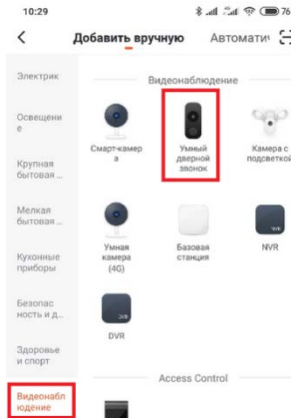 10:29
76
Добавить вручную
Автомати
Электрик
Видеонаблюдение
Освещени
е
Смарт-камер
а
Умный
дверной
звонок
Камера с
подсветкой
Крупная
бытовая ...
Мелкая
бытовая ...
Умная
камера
(4G)
Базовая
станция
NVR
Кухонные
приборы
Безопас
ность и д...
DVR
Здоровье
и спорт
Access Control
Видеонабл
юдение